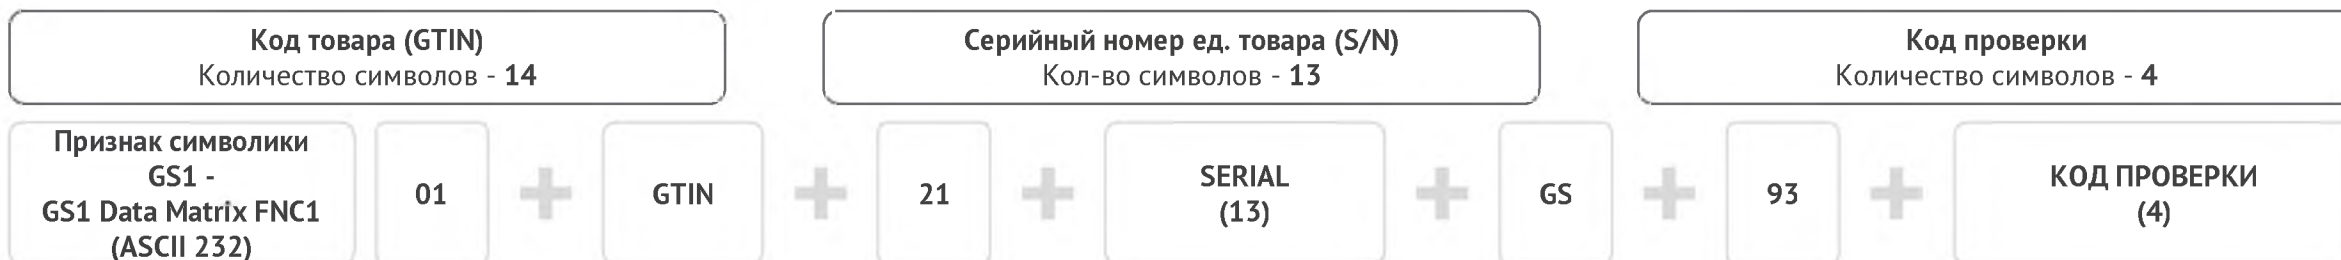 Код товара (GTIN)
Количество символов - 14
Серийный номер ед. товара (S/N)
Кол-во символов - 13
Код проверки
Количество символов - 4
Признак символики
GS1 -
GS1 Data Matrix FNC1
(ASCII 232)
01
GTIN
21
SERIAL
(13)
GS
93
КОД ПРОВЕРКИ
(4)